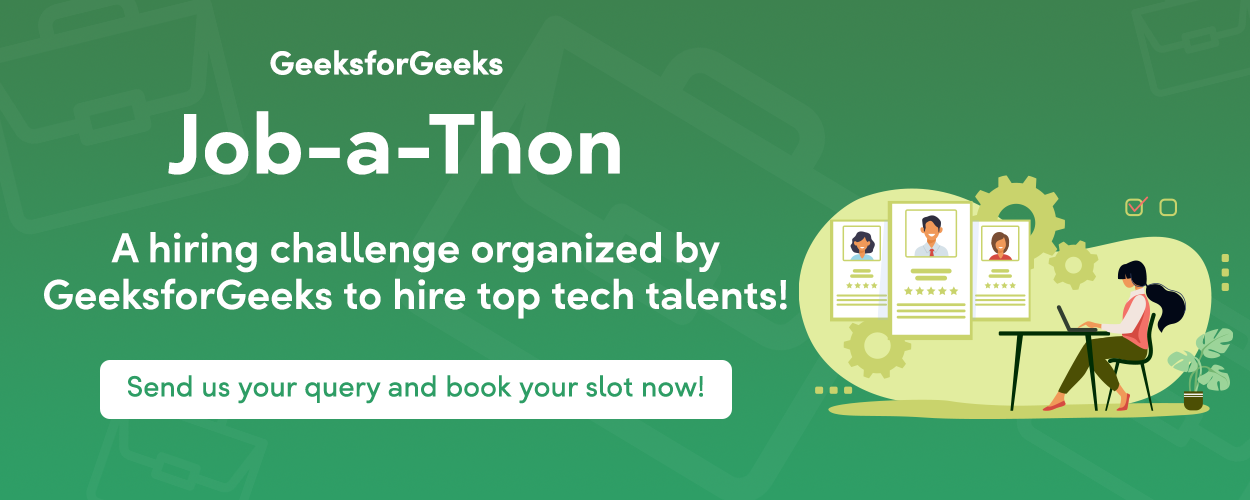 GeeksforGeeks
Job-a-Thon
A hiring challenge organized by
GeeksforGeeks to hire top tech talents!
Send us your query and book your slot now!